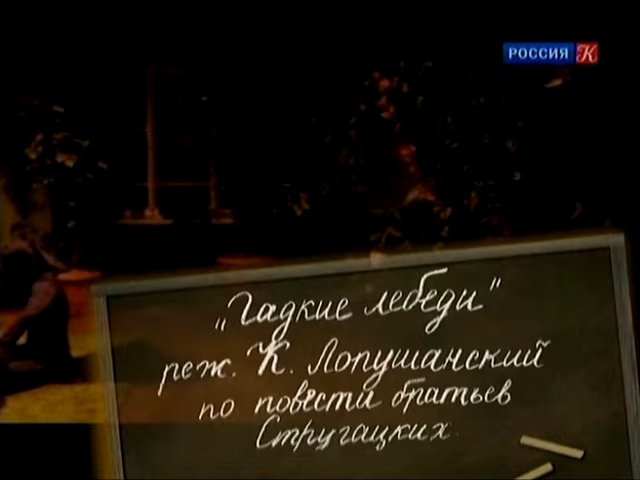 РОССИЯ К
„Гадкие лебеди"
реж. К. Лопушанский
по повести братьев
Стругацких